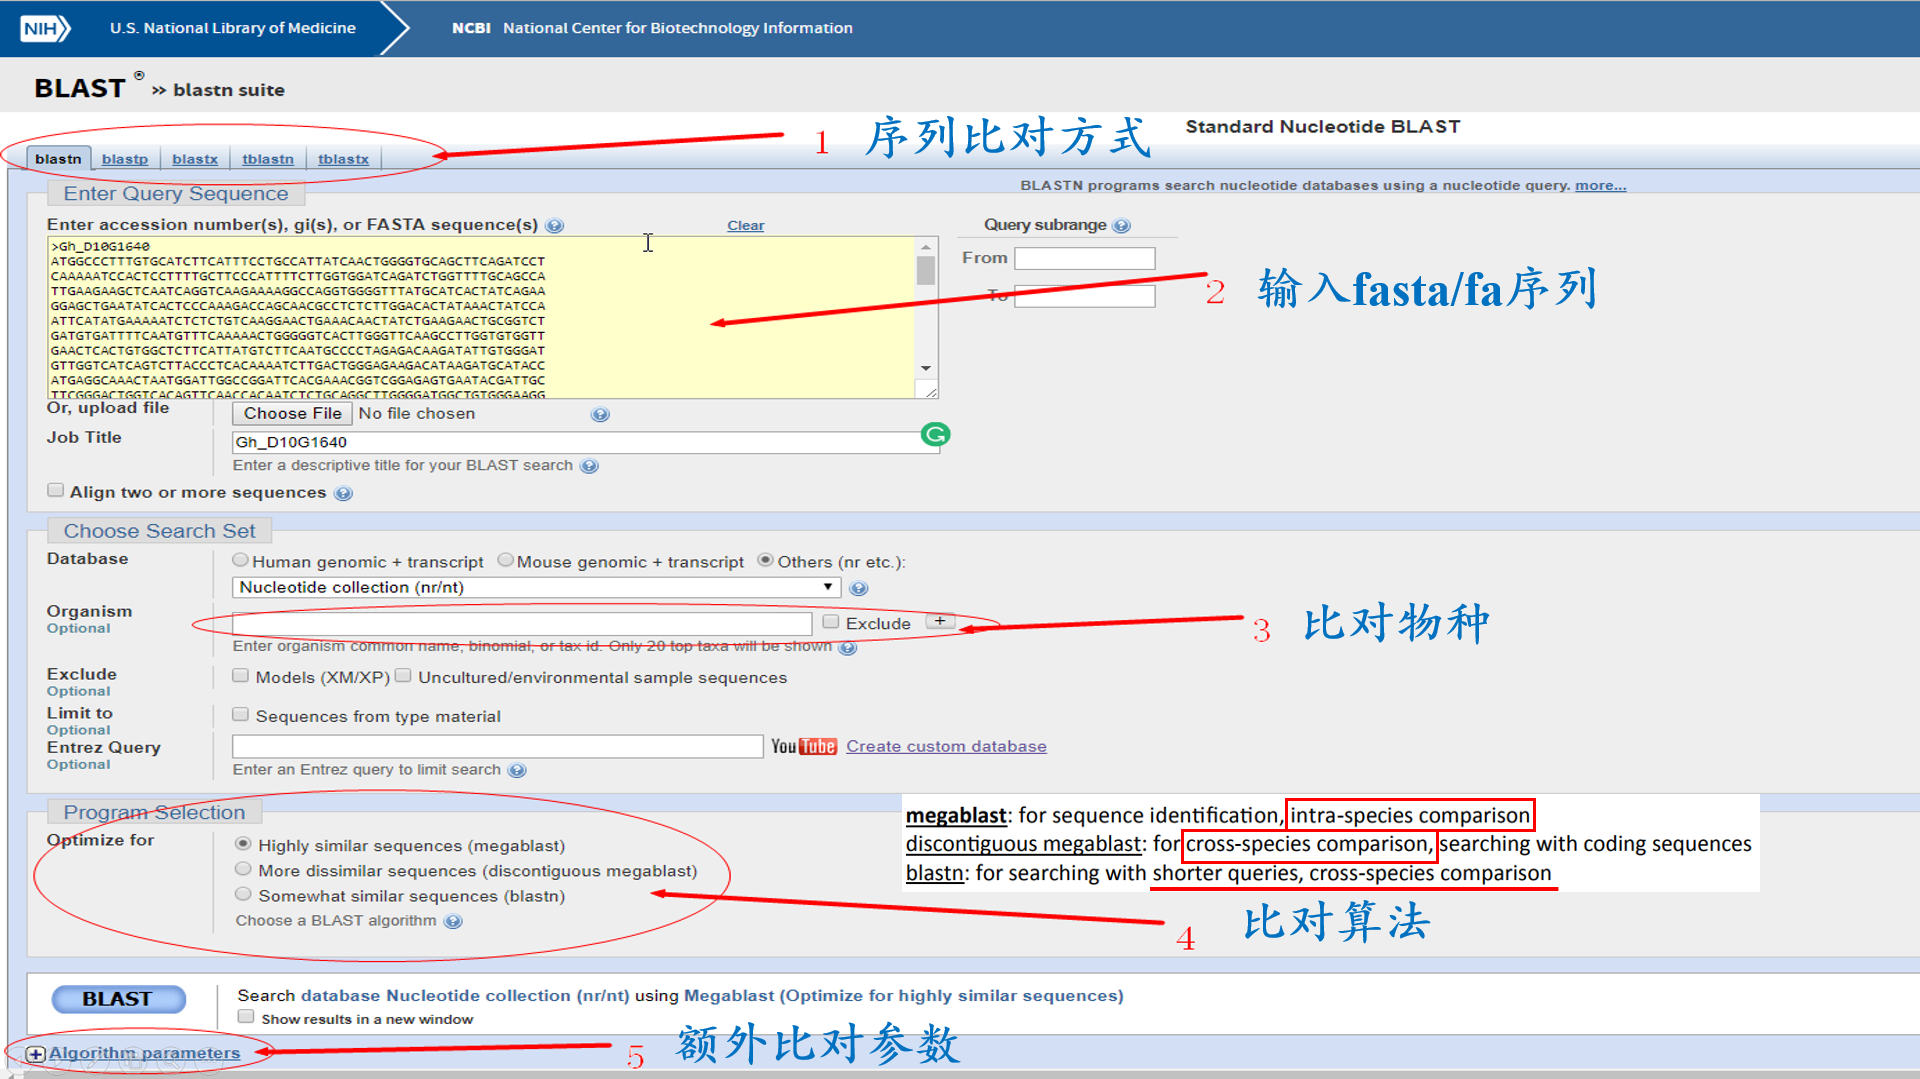 NIH U.S. National Library of Medicine NCBI National Center for Biotechnology Information
BLAST ® » blastn suite
1 序列比对方式
Standard Nucleotide BLAST
blastn blastp blastx tblastn tblastx
Enter Query Sequence
BLASTN programs search nucleotide databases using a nucleotide query. more...
Enter accession number(s), gi(s), or FASTA sequence(s) Clear
Query subrange
>Gh_D10G1640
ATGGCCCTTTGTGCATCTTCATTTCCTGCCATTATCAACTGGGGTGCAGCTTCAGATCCT
CAAAAATCCACTCCTTTTGCTTCCCATTTTCTTGGTGGATCAGATCTGGTTTTGCAGCCA
TTGAAGAAGCTCAATCAGGTCAAGAAAAGGCCAGGTGGGGTTTATGCATCACTATCAGAA
GGAGCTGAATATCACTCCCAAAGACCAGCAACGCCTCTCTTGGACACTATAAACTATCCA
ATTCATATGAAAAATCTCTCTGTCAAGGAACTGAAACAACTATCTGAAGAACTGCGGTCT
GATGTGATTTTCAATGTTTCAAAAACTGGGGGTCACTTGGGTTCAAGCCTTGGTGTGGTT
GAACTCACTGTGGCTCTTCATTATGTCTTCAATGCCCCTAGAGACAAGATATTGTGGGAT
GTTGGTCATCAGTCTTACCCTCACAAAATCTTGACTGGGAGAAGACATAAGATGCATACC
ATGAGGCAAACTAATGGATTGGCCGGATTCACGAAACGGTCGGAGAGTGAATACGATTGC
TTCGGGACTGGTCACAGTTCAACCACAATCTCTGCAGGCTTGGGGATGGCTGTGGGAAGG
From
To
2 输入fasta/fa序列
Or, upload file Choose File No file chosen
Job Title Gh_D10G1640
Enter a descriptive title for your BLAST search
Align two or more sequences
Choose Search Set
Database Human genomic + transcript Mouse genomic + transcript Others (nr etc.):
Nucleotide collection (nr/nt)
Organism
Optional
Exclude +
3 比对物种
Enter organism common name, binomial, or tax id. Only 20 top taxa will be shown
Exclude
Optional
Models (XM/XP) Uncultured/environmental sample sequences
Limit to
Optional
Sequences from type material
Entrez Query
Optional
YouTube Create custom database
Enter an Entrez query to limit search
Program Selection
Optimize for
Highly similar sequences (megablast)
More dissimilar sequences (discontiguous megablast)
Somewhat similar sequences (blastn)
Choose a BLAST algorithm
megablast: for sequence identification, intra-species comparison
discontiguous megablast: for cross-species comparison, searching with coding sequences
blastn: for searching with shorter queries, cross-species comparison
4 比对算法
BLAST
Search database Nucleotide collection (nr/nt) using Megablast (Optimize for highly similar sequences)
Show results in a new window
+ Algorithm parameters
5 额外比对参数